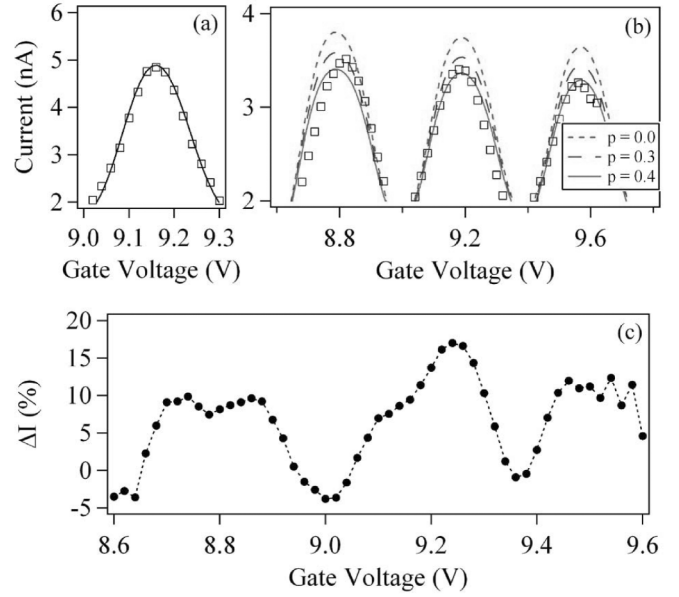 (a)
Current (nA)
6
5
4
3
2
9.0 9.1 9.2 9.3
Gate Voltage (V)
(b)
4
3
2
p = 0.0
p = 0.3
p = 0.4
8.8 9.2 9.6
Gate Voltage (V)
(c)
ΔI (%)
20
15
10
5
0
-5
8.6 8.8 9.0 9.2 9.4 9.6
Gate Voltage (V)